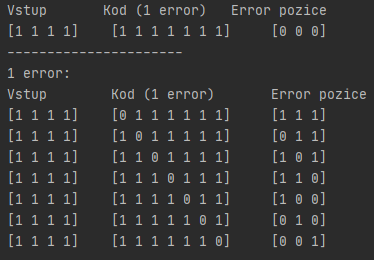 Vstup       Kod (1 error)   Error pozice
[1 1 1 1]    [1 1 1 1 1 1 1]      [0 0 0]
----------------------
1 error:
Vstup        Kod (1 error)       Error pozice
[1 1 1 1]    [0 1 1 1 1 1 1]     [1 1 1]
[1 1 1 1]    [1 0 1 1 1 1 1]     [0 1 1]
[1 1 1 1]    [1 1 0 1 1 1 1]     [1 0 1]
[1 1 1 1]    [1 1 1 0 1 1 1]     [1 1 0]
[1 1 1 1]    [1 1 1 1 0 1 1]     [1 0 0]
[1 1 1 1]    [1 1 1 1 1 0 1]     [0 1 0]
[1 1 1 1]    [1 1 1 1 1 1 0]     [0 0 1]